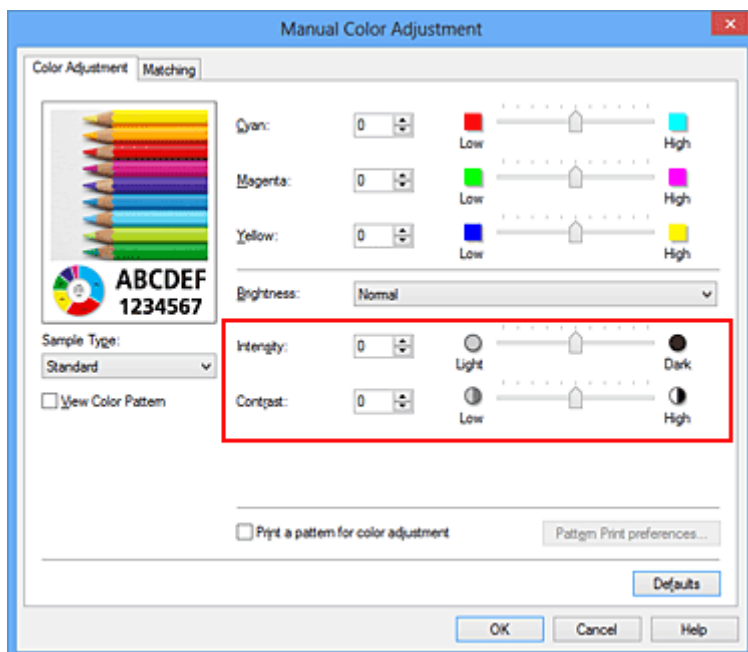 Manual Color Adjustment
Color Adjustment
Matching
ABCDEF
1234567
Sample Type:
Standard
View Color Pattern
Cyan:
0
Low
High
Magenta:
0
Low
High
Yellow:
0
Low
High
Brightness:
Normal
Intensity:
0
Light
Dark
Contrast:
0
Low
High
Print a pattern for color adjustment
Pattern Print preferences...
Defaults
OK
Cancel
Help